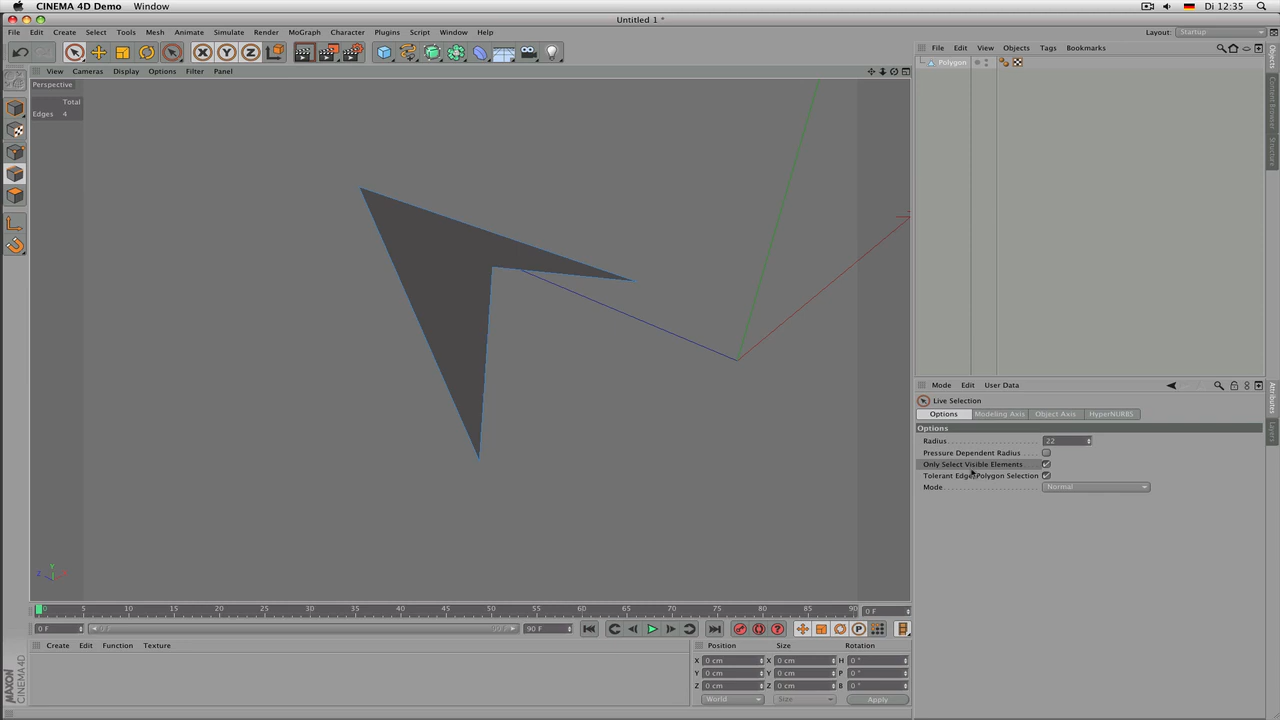 CINEMA 4D Demo Window Di 12:35
Untitled 1 *
File Edit Create Select Tools Mesh Animate Simulate Render MoGraph Character Plugins Script Window Help Layout: Startup
File Edit View Objects Tags Bookmarks
View Cameras Display Options Filter Panel
Polygon
Perspective
Total
Edges 4
Objects
Content Browser
Structure
Mode Edit User Data
Live Selection
Options Modeling Axis Object Axis HyperNURBS
Options
Radius 22
Pressure Dependent Radius
Only Select Visible Elements
Tolerant Edge/Polygon Selection
Mode Normal
Attributes
Layers
Y
Z
0 5 10 15 20 25 30 35 40 45 50 55 60 65 70 75 80 85 90 0 F
0 F 90 F
Create Edit Function Texture
Position Size Rotation
X 0 cm X 0 cm H 0 °
Y 0 cm Y 0 cm P 0 °
Z 0 cm Z 0 cm B 0 °
World Size Apply
MAXON
CINEMA 4D